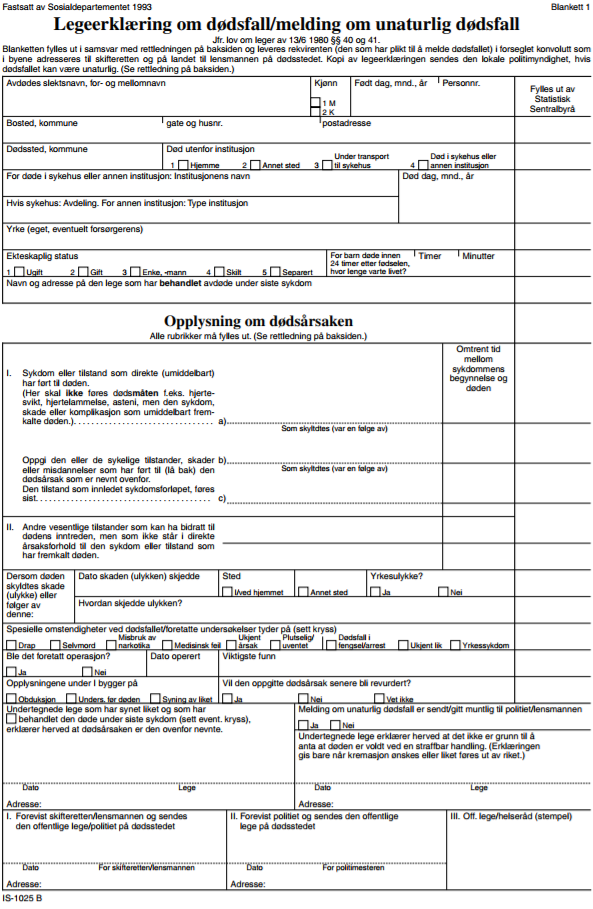 Fastsatt av Sosialdepartementet 1993
Blankett 1
Legeerklæring om dødsfall/melding om unaturlig dødsfall
Jfr. lov om leger av 13/6 1980 §§ 40 og 41.
Blanketten fylles ut i samsvar med rettledningen på baksiden og leveres rekvirenten (den som har plikt til å melde dødsfallet) i forseglet konvolutt som
i byene adresseres til skifteretten og på landet til lensmannen på dødsstedet. Kopi av legeerklæringen sendes den lokale politimyndighet, hvis
dødsfallet kan være unaturlig. (Se rettledning på baksiden.)
Avdødes slektsnavn, for- og mellomnavn
Kjønn
1 M
2 K
Født dag, mnd., år
Personnr.
Fylles ut av
Statistisk
Sentralbyrå
Bosted, kommune
gate og husnr.
postadresse
Dødssted, kommune
Død utenfor institusjon
1 Hjemme
2 Annet sted
3 Under transport
til sykehus
4 Død i sykehus eller
annen institusjon
For døde i sykehus eller annen institusjon: Institusjonens navn
Død dag, mnd., år
Hvis sykehus: Avdeling. For annen institusjon: Type institusjon
Yrke (eget, eventuelt forsørgerens)
Ekteskaplig status
1 Ugift
2 Gift
3 Enke, -mann
4 Skilt
5 Separert
For barn døde innen
24 timer etter fødselen,
hvor lenge varte livet?
Timer
Minutter
Navn og adresse på den lege som har behandlet avdøde under siste sykdom
Opplysning om dødsårsaken
Alle rubrikker må fylles ut. (Se rettledning på baksiden.)
Omtrent tid
mellom
sykdommens
begynnelse og
døden
I. Sykdom eller tilstand som direkte (umiddelbart)
har ført til døden.
(Her skal ikke føres dødsmåten f.eks. hjerte-
svikt, hjertelammelse, asteni, men den sykdom,
skade eller komplikasjon som umiddelbart frem-
kalte døden.) a)
Som skyldtes (var en følge av)
Oppgi den eller de sykelige tilstander, skader b)
eller misdannelser som har ført til (lå bak) den
dødsårsak som er nevnt ovenfor.
Som skyldtes (var en følge av)
Den tilstand som innledet sykdomsforløpet, føres
sist. c)
II. Andre vesentlige tilstander som kan ha bidratt til
dødens inntreden, men som ikke står i direkte
årsaksforhold til den sykdom eller tilstand som
har fremkalt døden.
Dersom døden
skyldtes skade
(ulykke) eller
følger av
denne:
Dato skaden (ulykken) skjedde
Sted
I/ved hjemmet
Annet sted
Yrkesulykke?
Ja
Nei
Hvordan skjedde ulykken?
Spesielle omstendigheter ved dødsfallet/foretatte undersøkelser tyder på (sett kryss)
Drap
Selvmord
Misbruk av
narkotika
Medisinsk feil
Ukjent
årsak
Plutselig/
uventet
Dødsfall i
fengsel/arrest
Ukjent lik
Yrkessykdom
Ble det foretatt operasjon?
Ja
Nei
Dato operert
Viktigste funn
Opplysningene under I bygger på
Obduksjon
Unders. før døden
Syning av liket
Vil den oppgitte dødsårsak senere bli revurdert?
Ja
Nei
Vet ikke
Undertegnede lege som har synet liket og som har
behandlet den døde under siste sykdom (sett event. kryss),
erklærer herved at dødsårsaken er den ovenfor nevnte.
Dato
Lege
Adresse:
Melding om unaturlig dødsfall er sendt/gitt muntlig til politiet/lensmannen
Ja
Nei
Undertegnede lege erklærer herved at det ikke er grunn til å
anta at døden er voldt ved en straffbar handling. (Erklæringen
gis bare når kremasjon ønskes eller liket føres ut av riket.)
Dato
Lege
Adresse:
I. Forevist skifteretten/lensmannen og sendes
den offentlige lege/politiet på dødsstedet
Dato
For skifteretten/lensmannen
Adresse:
II. Forevist politiet og sendes den offentlige
lege på dødsstedet
Dato
For politimesteren
Adresse:
III. Off. lege/helseråd (stempel)
IS-1025 B